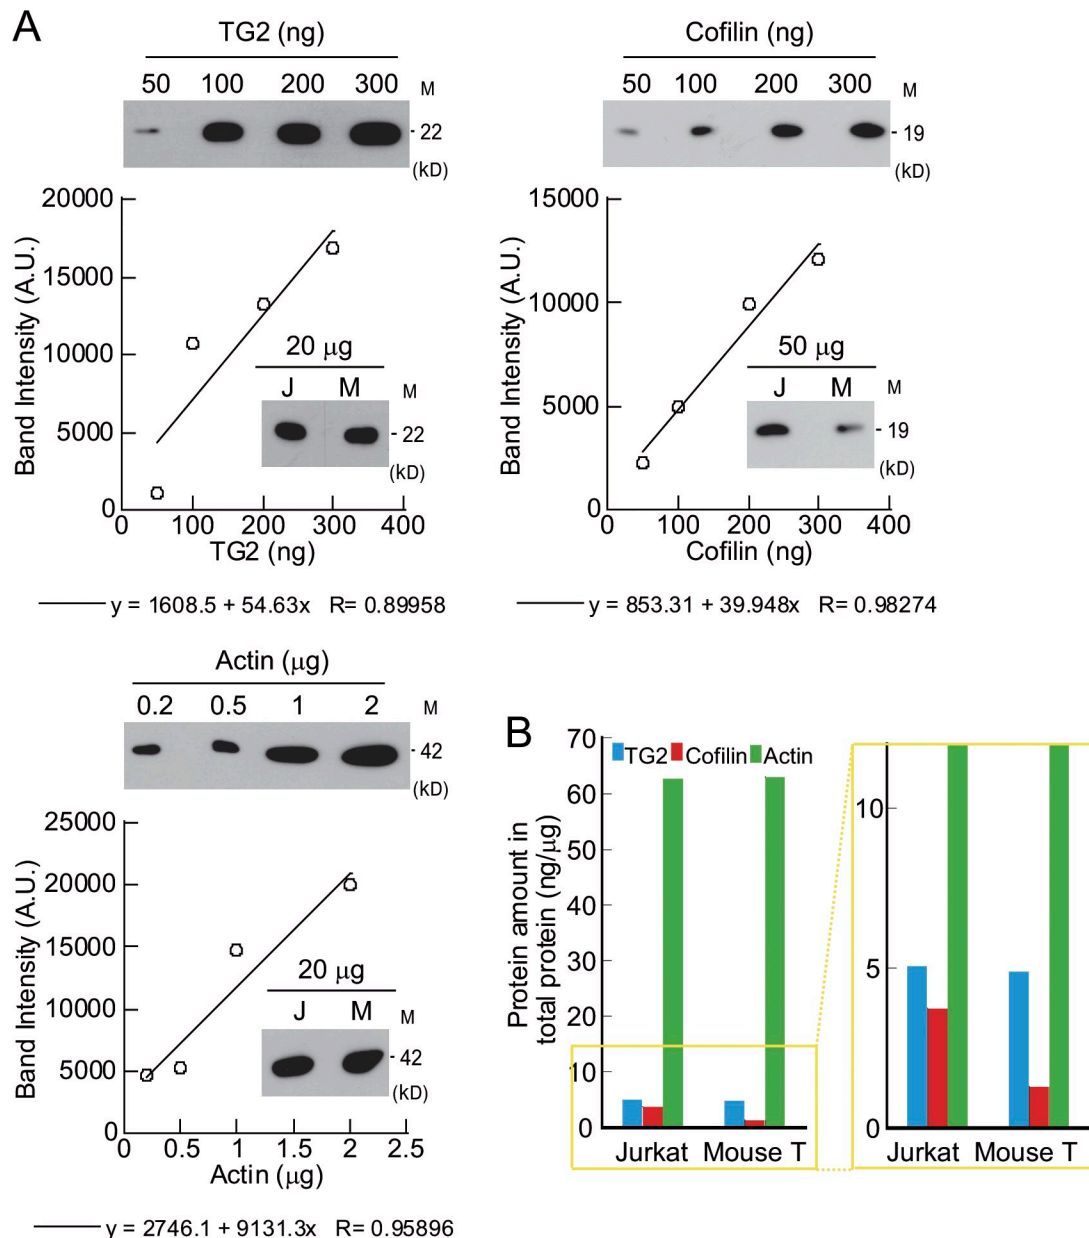 A
TG2 (ng)
50 100 200 300 M
- 22
(kD)
20000
15000
10000
5000
0
Band Intensity (A.U.)
20 µg
J M M
- 22
(kD)
0 100 200 300 400
TG2 (ng)
y = 1608.5 + 54.63x R= 0.89958
Cofilin (ng)
50 100 200 300 M
- 19
(kD)
15000
10000
5000
0
Band Intensity (A.U.)
50 µg
J M M
- 19
(kD)
0 100 200 300 400
Cofilin (ng)
y = 853.31 + 39.948x R= 0.98274
Actin (µg)
0.2 0.5 1 2 M
- 42
(kD)
25000
20000
15000
10000
5000
0
Band Intensity (A.U.)
20 µg
J M M
- 42
(kD)
0 0.5 1 1.5 2 2.5
Actin (µg)
y = 2746.1 + 9131.3x R= 0.95896
B
70
60
50
40
30
20
10
0
Protein amount in
total protein (ng/µg)
TG2 Cofilin Actin
Jurkat Mouse T
10
5
0
Jurkat Mouse T